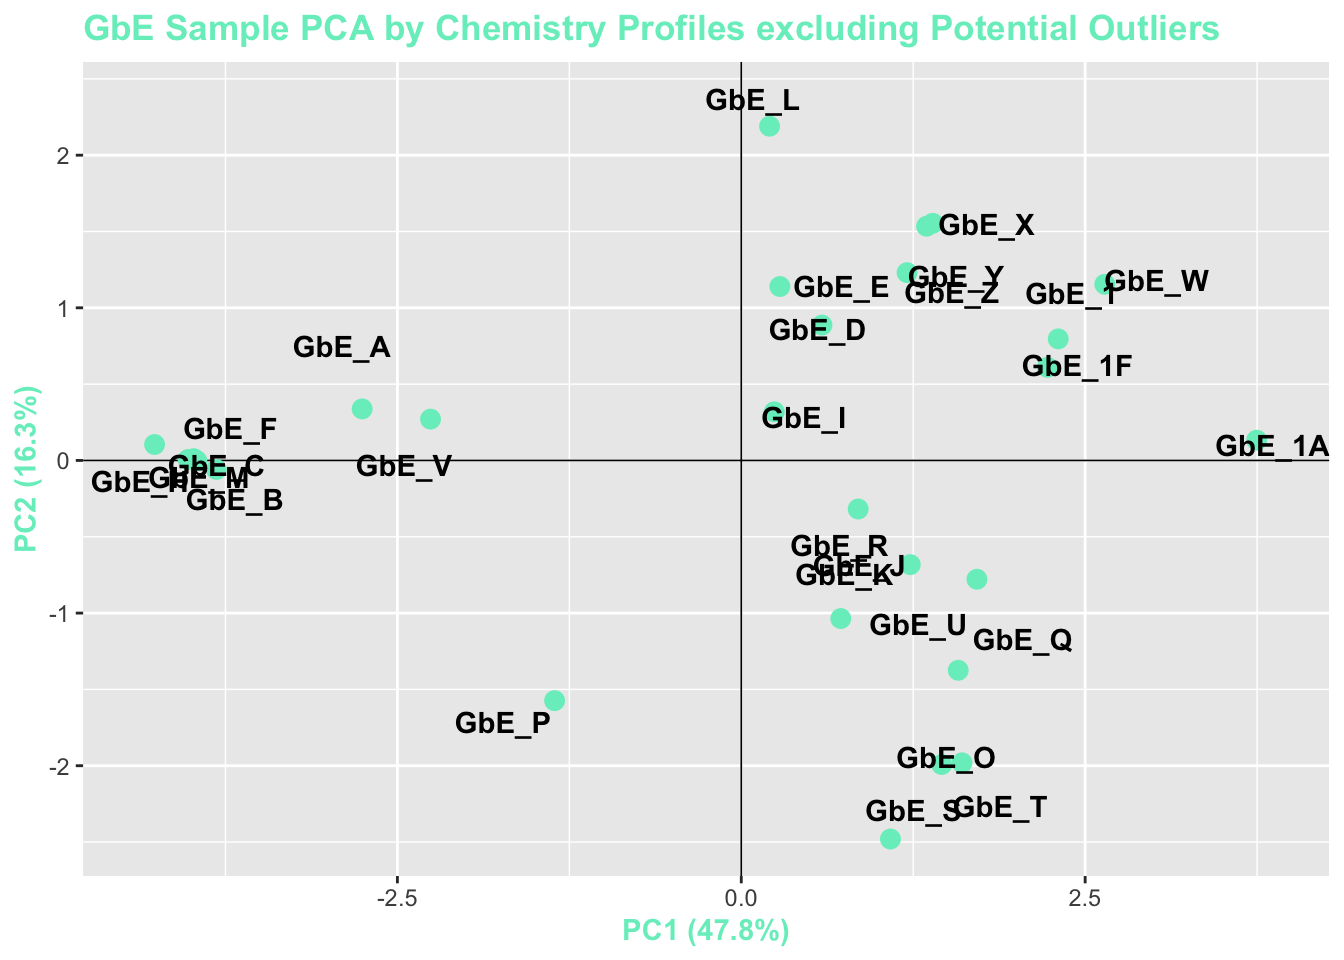 GbE Sample PCA by Chemistry Profiles excluding Potential Outliers
GbE_L
GbE_X
GbE_Y
GbE_Z
GbE_E
GbE_D
GbE_W
GbE_1F
GbE_A
GbE_I
GbE_F
GbE_C
GbE_V
GbE_M
GbE_B
GbE_1A
GbE_R
GbE_J
GbE_K
GbE_U
GbE_Q
GbE_P
GbE_O
GbE_S
GbE_T
2
1
0
-1
-2
PC2 (16.3%)
-2.5
0.0
2.5
PC1 (47.8%)